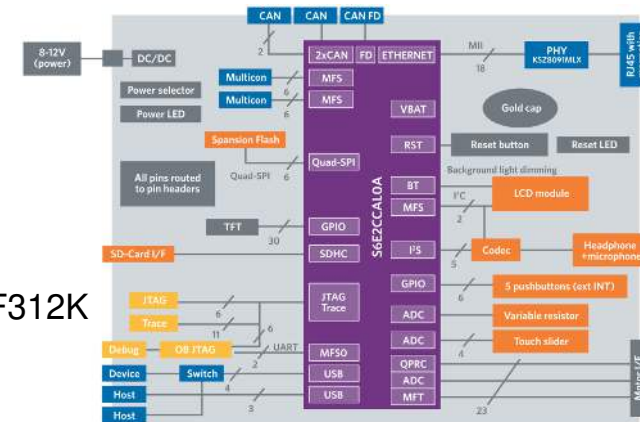 CAN
CAN
CAN FD
8-12V
(power)
DC/DC
2
2xCAN
FD
ETHERNET
MII
18
PHY
KSZ8091MLX
RJ45 with
Power selector
Power LED
Multicon
6
MFS
Multicon
6
MFS
VBAT
Gold cap
Spansion Flash
RST
Reset button
Reset LED
Quad-SPI
6
Quad-SPI
Background light dimming
All pins routed
to pin headers
BT
MFS
I²C
2
LCD module
S6E2CCAL0A
TFT
30
GPIO
SD-Card I/F
SDHC
I²S
5
Codec
Headphone
+microphone
F312K
JTAG
6
Trace
11
6
JTAG
Trace
GPIO
6
5 pushbuttons (ext INT)
ADC
Variable resistor
ADC
4
Touch slider
Debug
OB JTAG
2
UART
MFS0
Device
Switch
4
USB
Host
3
USB
Host
QPRC
ADC
MFT
23
Motor I/F